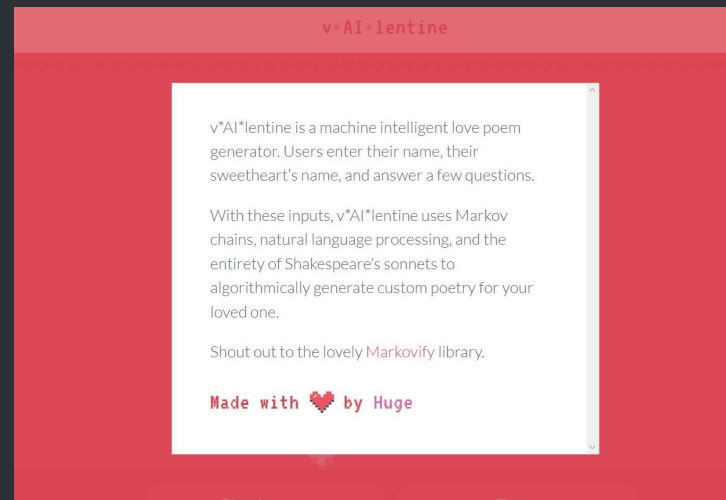 v*AI*lentine
v*AI*lentine is a machine intelligent love poem
generator. Users enter their name, their
sweetheart's name, and answer a few questions.
With these inputs, v*AI*lentine uses Markov
chains, natural language processing, and the
entirety of Shakespeare's sonnets to
algorithmically generate custom poetry for your
loved one.
Shout out to the lovely Markovify library.
Made with by Huge